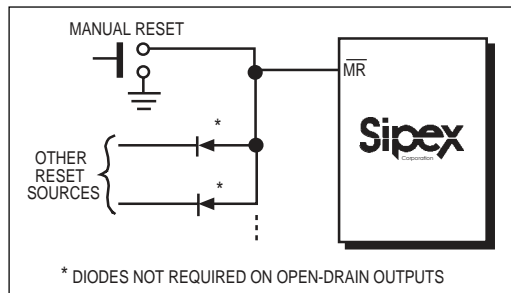 MANUAL RESET
*
*
OTHER
RESET
SOURCES
MR
Sipex
Corporation
* DIODES NOT REQUIRED ON OPEN-DRAIN OUTPUTS